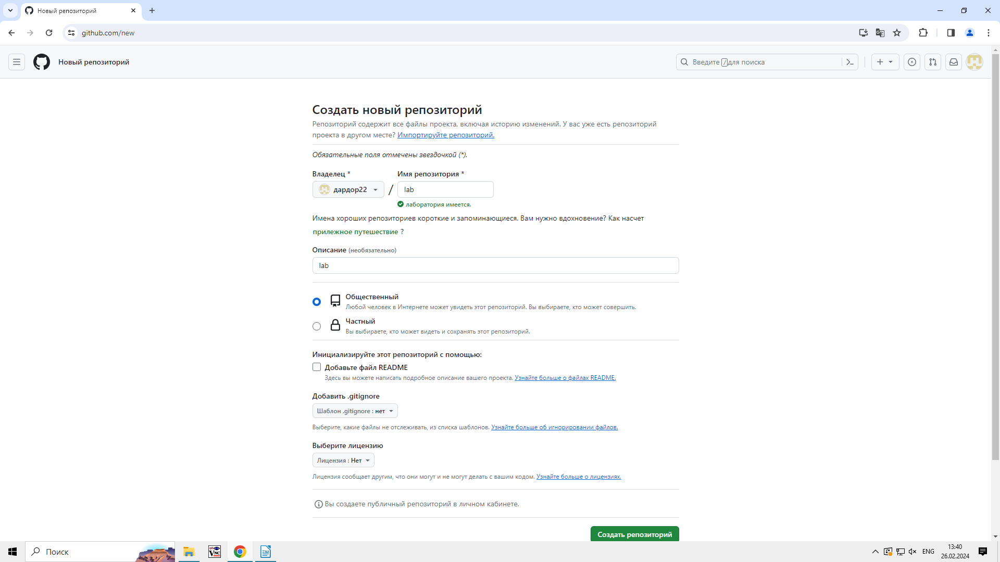 Новый репозиторий
github.com/new
Новый репозиторий
Введите / для поиска
Создать новый репозиторий
Репозиторий содержит все файлы проекта, включая историю изменений. У вас уже есть репозиторий
проекта в другом месте? Импортируйте репозиторий.
Обязательные поля отмечены звездочкой (*).
Владелец * Имя репозитория *
дардор22 / lab
лаборатория имеется.
Имена хороших репозиториев короткие и запоминающиеся. Вам нужно вдохновение? Как насчет
прилежное путешествие ?
Описание (необязательно)
lab
Общественный
Любой человек в Интернете может увидеть этот репозиторий. Вы выбираете, кто может совершить.
Частный
Вы выбираете, кто может видеть и сохранять этот репозиторий.
Инициализируйте этот репозиторий с помощью:
Добавьте файл README
Здесь вы можете написать подробное описание вашего проекта. Узнайте больше о файлах README.
Добавить .gitignore
Шаблон .gitignore : нет
Выберите, какие файлы не отслеживать, из списка шаблонов. Узнайте больше об игнорировании файлов.
Выберите лицензию
Лицензия : Нет
Лицензия сообщает другим, что они могут и не могут делать с вашим кодом. Узнайте больше о лицензиях.
Вы создаете публичный репозиторий в личном кабинете.
Создать репозиторий
Поиск
VNC
ENG
13:40
26.02.2024